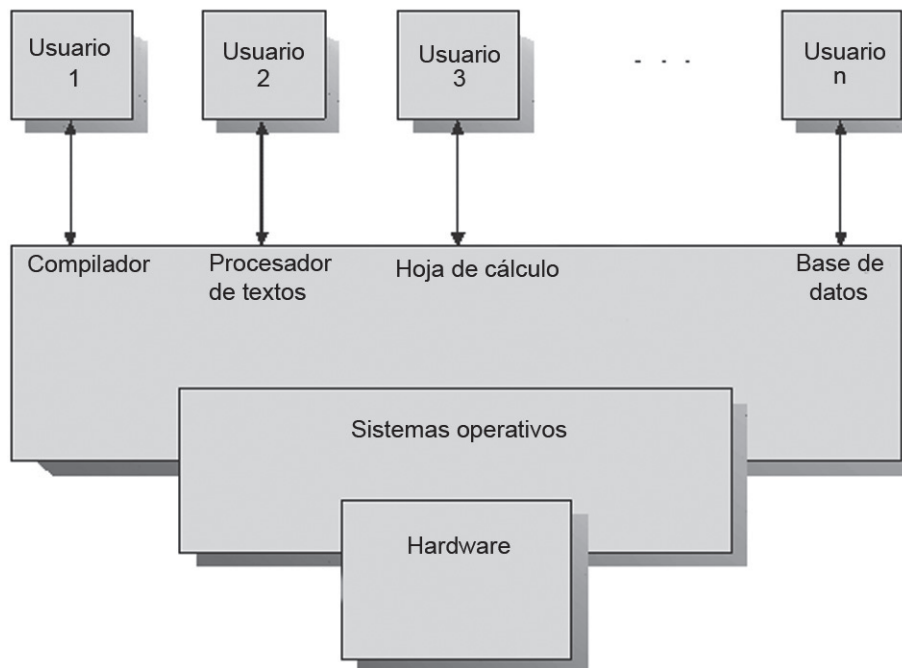 Usuario
1
Usuario
2
Usuario
3
. . .
Usuario
n
Compilador
Procesador
de textos
Hoja de cálculo
Base de
datos
Sistemas operativos
Hardware